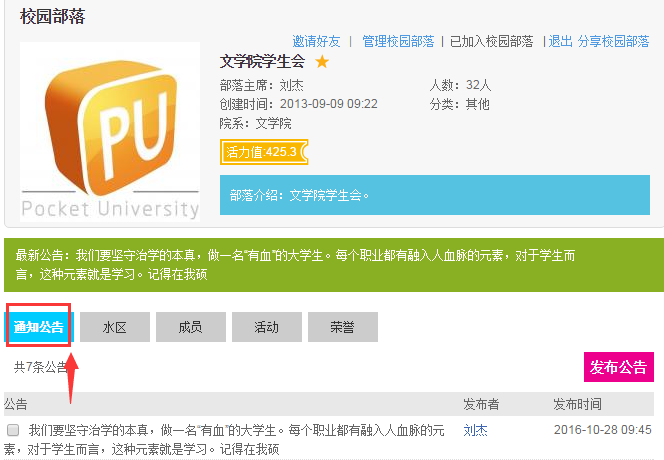 校园部落
邀请好友 | 管理校园部落 | 已加入校园部落 | 退出 分享校园部落
PU
Pocket University
文学院学生会
部落主席：刘杰 人数：32人
创建时间：2013-09-09 09:22 分类：其他
院系：文学院
活力值:425.3
部落介绍：文学院学生会。
最新公告：我们要坚守治学的本真，做一名“有血”的大学生。每个职业都有融入人血脉的元素，对于学生而
言，这种元素就是学习。记得在我硕
通知公告 水区 成员 活动 荣誉
共7条公告 发布公告
公告 发布者 发布时间
我们要坚守治学的本真，做一名“有血”的大学生。每个职业都有融入人血脉的元 刘杰 2016-10-28 09:45
素，对于学生而言，这种元素就是学习。记得在我硕